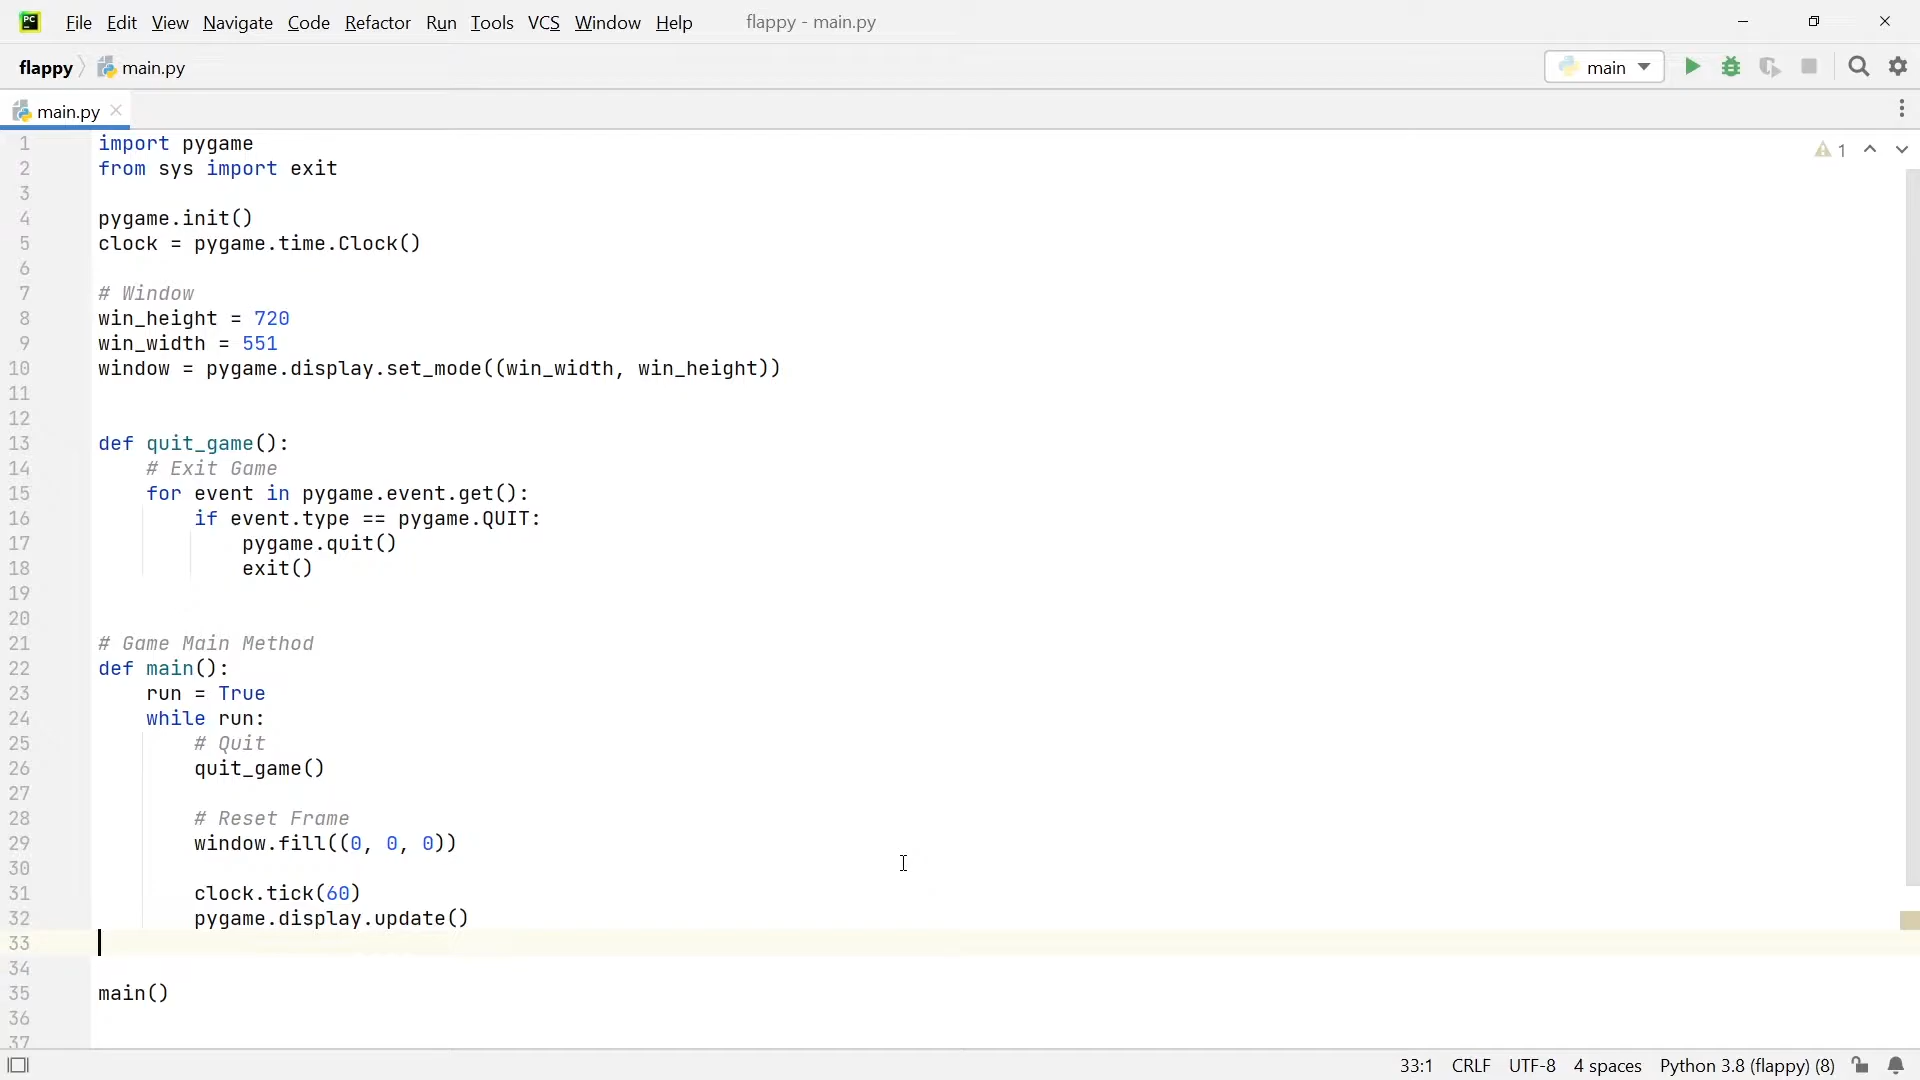 PC File Edit View Navigate Code Refactor Run Tools VCS Window Help flappy - main.py
flappy main.py main
main.py
1 import pygame
2 from sys import exit
3
4 pygame.init()
5 clock = pygame.time.Clock()
6
7 # Window
8 win_height = 720
9 win_width = 551
10 window = pygame.display.set_mode((win_width, win_height))
11
12
13 def quit_game():
14 # Exit Game
15 for event in pygame.event.get():
16 if event.type == pygame.QUIT:
17 pygame.quit()
18 exit()
19
20
21 # Game Main Method
22 def main():
23 run = True
24 while run:
25 # Quit
26 quit_game()
27
28 # Reset Frame
29 window.fill((0, 0, 0))
30
31 clock.tick(60)
32 pygame.display.update()
33
34
35 main()
36
37
1
33:1 CRLF UTF-8 4 spaces Python 3.8 (flappy) (8)